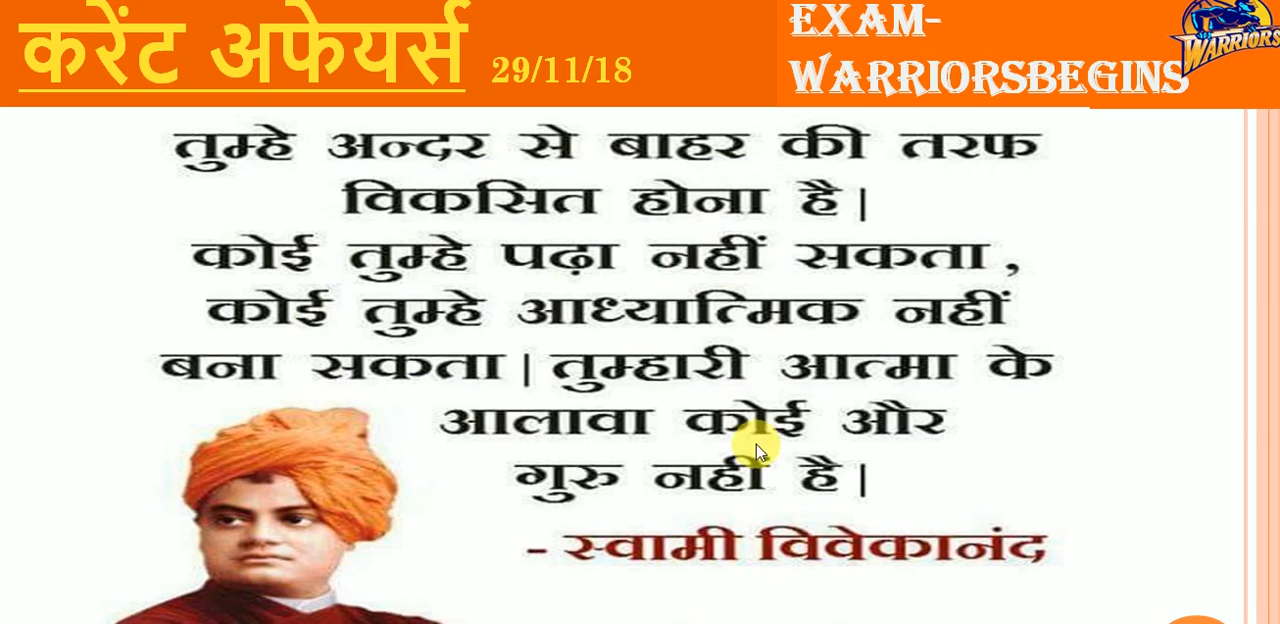 करेंट अफेयर्स 29/11/18
EXAM-
WARRIORSBEGINS
WARRIORS
तुम्हे अन्दर से बाहर की तरफ
विकसित होना है|
कोई तुम्हे पढ़ा नहीं सकता,
कोई तुम्हे आध्यात्मिक नहीं
बना सकता| तुम्हारी आत्मा के
आलावा कोई और
गुरु नहीं है|
- स्वामी विवेकानंद